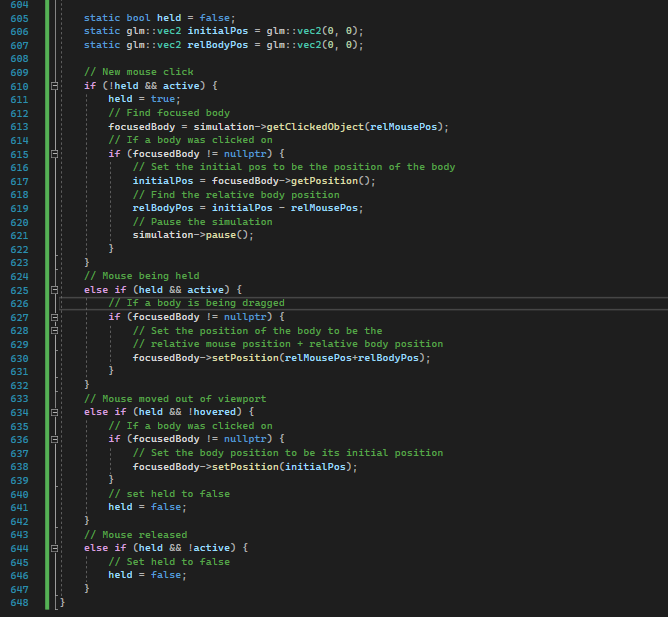 604
605 static bool held = false;
606 static glm::vec2 initialPos = glm::vec2(0, 0);
607 static glm::vec2 relBodyPos = glm::vec2(0, 0);
608
609 // New mouse click
610 if (!held && active) {
611 held = true;
612 // Find focused body
613 focusedBody = simulation->getClickedObject(relMousePos);
614 // If a body was clicked on
615 if (focusedBody != nullptr) {
616 // Set the initial pos to be the position of the body
617 initialPos = focusedBody->getPosition();
618 // Find the relative body position
619 relBodyPos = initialPos - relMousePos;
620 // Pause the simulation
621 simulation->pause();
622 }
623 }
624 // Mouse being held
625 else if (held && active) {
626 // If a body is being dragged
627 if (focusedBody != nullptr) {
628 // Set the position of the body to be the
629 // relative mouse position + relative body position
630 focusedBody->setPosition(relMousePos+relBodyPos);
631 }
632 }
633 // Mouse moved out of viewport
634 else if (held && !hovered) {
635 // If a body was clicked on
636 if (focusedBody != nullptr) {
637 // Set the body position to be its initial position
638 focusedBody->setPosition(initialPos);
639 }
640 // set held to false
641 held = false;
642 }
643 // Mouse released
644 else if (held && !active) {
645 // Set held to false
646 held = false;
647 }
648 }